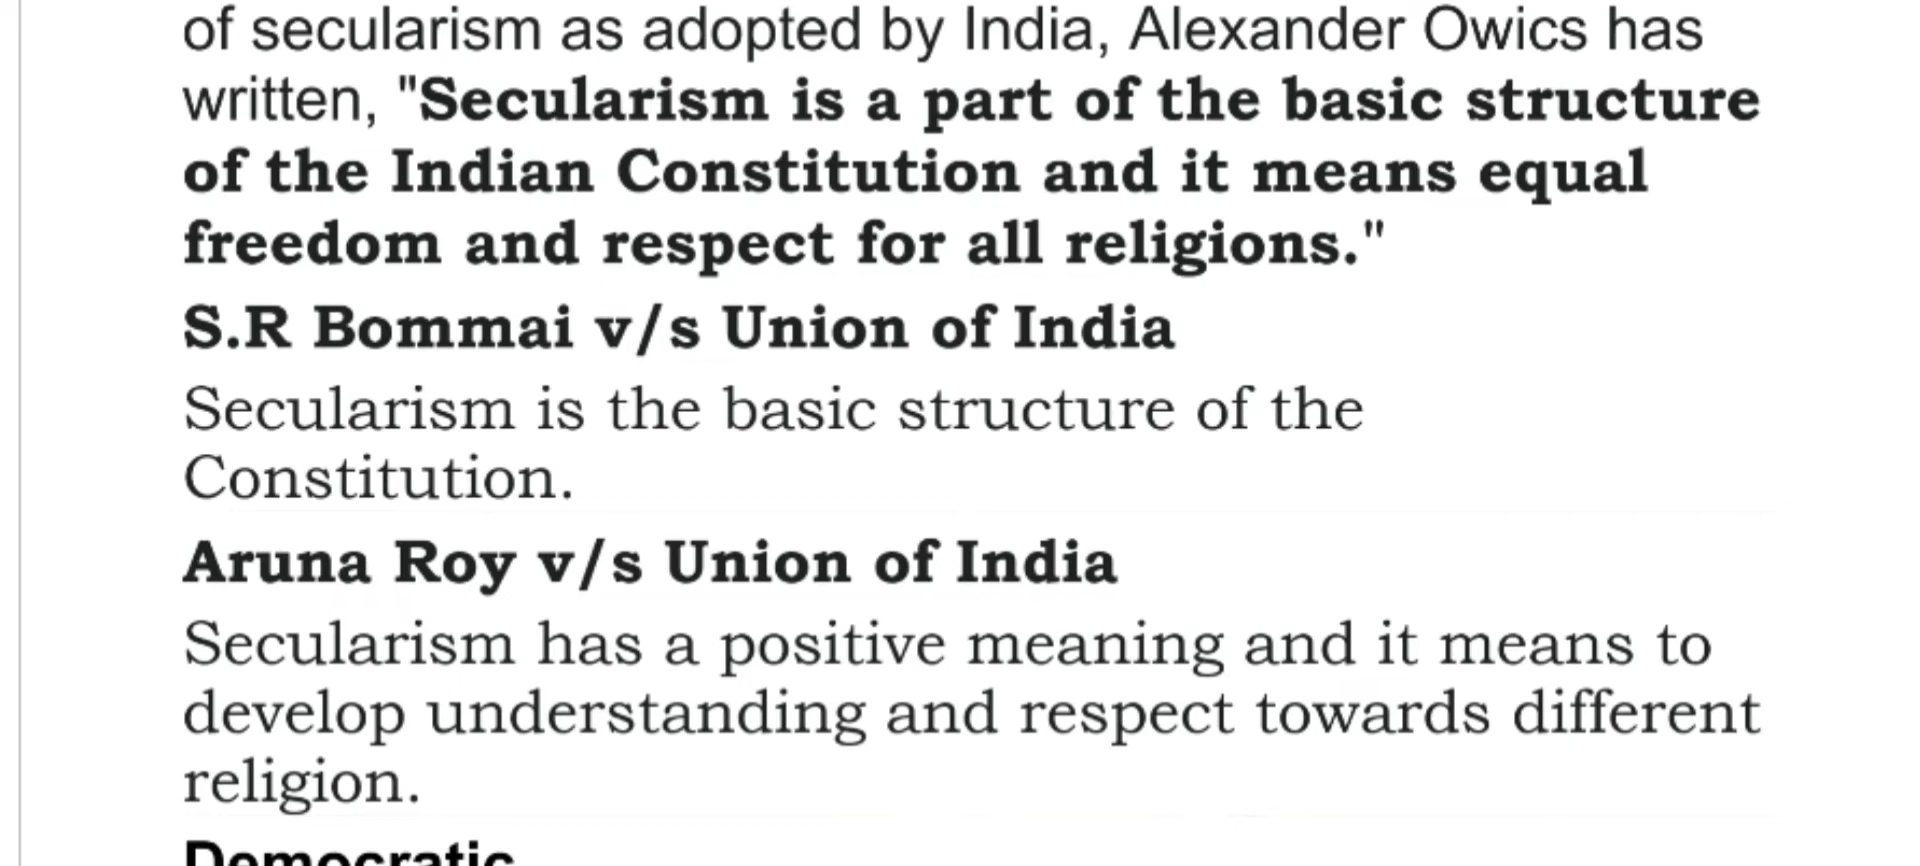 of secularism as adopted by India, Alexander Owics has
written, "Secularism is a part of the basic structure
of the Indian Constitution and it means equal
freedom and respect for all religions."
S.R Bommai v/s Union of India
Secularism is the basic structure of the
Constitution.
Aruna Roy v/s Union of India
Secularism has a positive meaning and it means to
develop understanding and respect towards different
religion.
Democratic